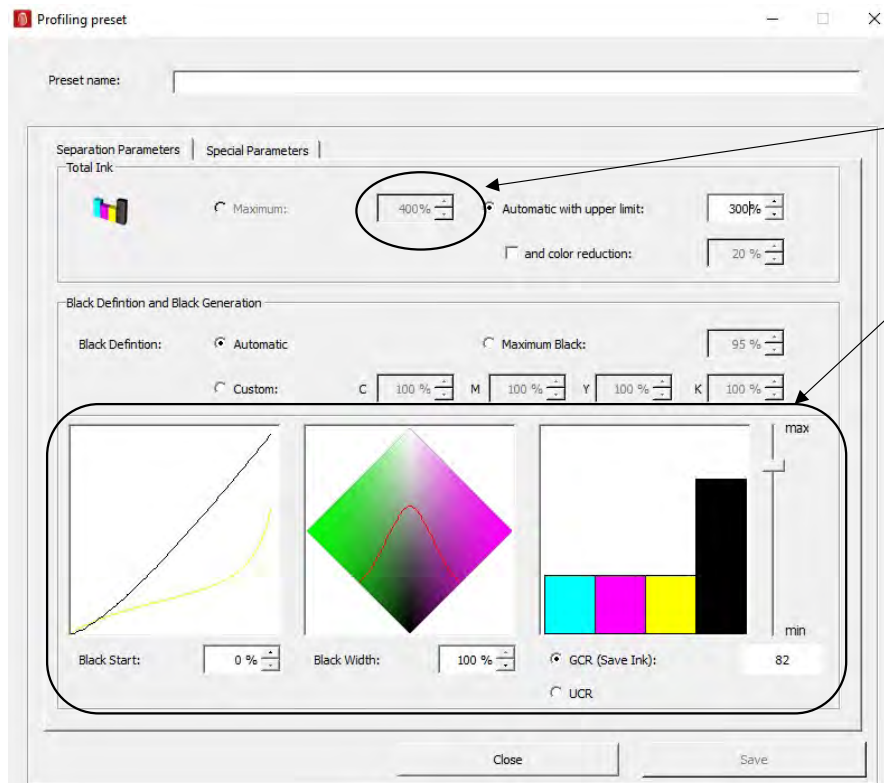 Profiling preset
Preset name:
Separation Parameters Special Parameters
Total Ink
Maximum: 400% Automatic with upper limit: 300%
and color reduction: 20 %
Black Defintion and Black Generation
Black Defintion: Automatic Maximum Black: 95 %
Custom: C 100 % M 100 % Y 100 % K 100 %
max
min
Black Start: 0 % Black Width: 100 % GCR (Save Ink): 82
UCR
Close Save